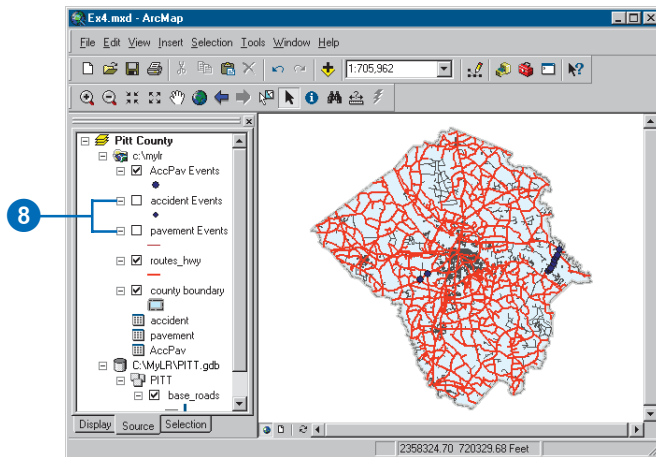 Ex4.mxd - ArcMap
File Edit View Insert Selection Tools Window Help
1:705,962
Pitt County
c:\mylr
AccPav Events
8
accident Events
pavement Events
routes_hwy
county boundary
accident
pavement
AccPav
C:\MyLR\PITT.gdb
PITT
base_roads
Display Source Selection
2358324.70 720329.68 Feet